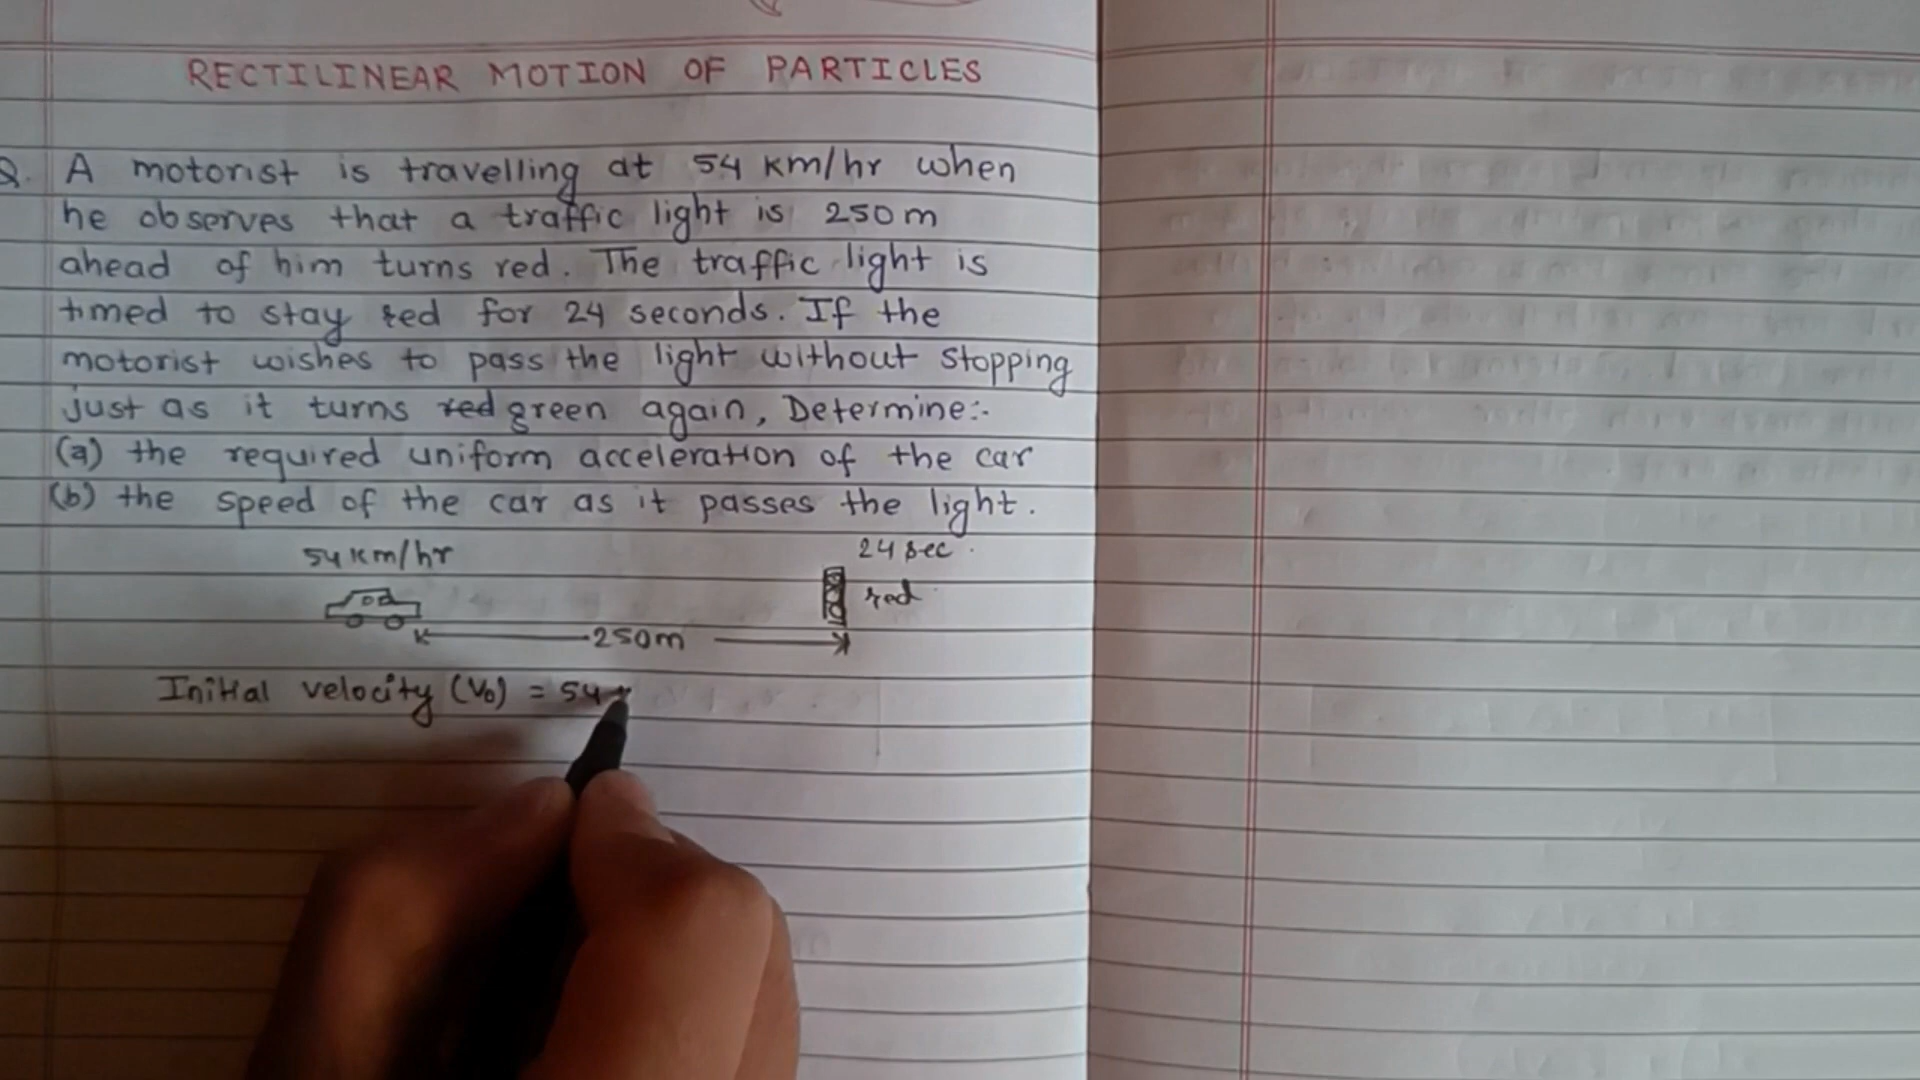 RECTILINEAR MOTION OF PARTICLES
Q. A motorist is travelling at 54 km/hr when
he observes that a traffic light is 250m
ahead of him turns red. The traffic light is
timed to stay red for 24 seconds. If the
motorist wishes to pass the light without stopping
just as it turns red green again, Determine:-
(a) the required uniform acceleration of the car
(b) the speed of the car as it passes the light.
54 km/hr
24 sec
red
250m
Initial velocity (V₀) = 54